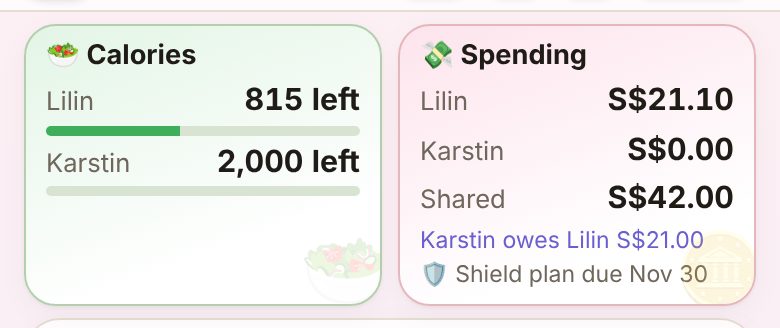 Calories
Lilin 815 left
Karstin 2,000 left
Spending
Lilin S$21.10
Karstin S$0.00
Shared S$42.00
Karstin owes Lilin S$21.00
Shield plan due Nov 30